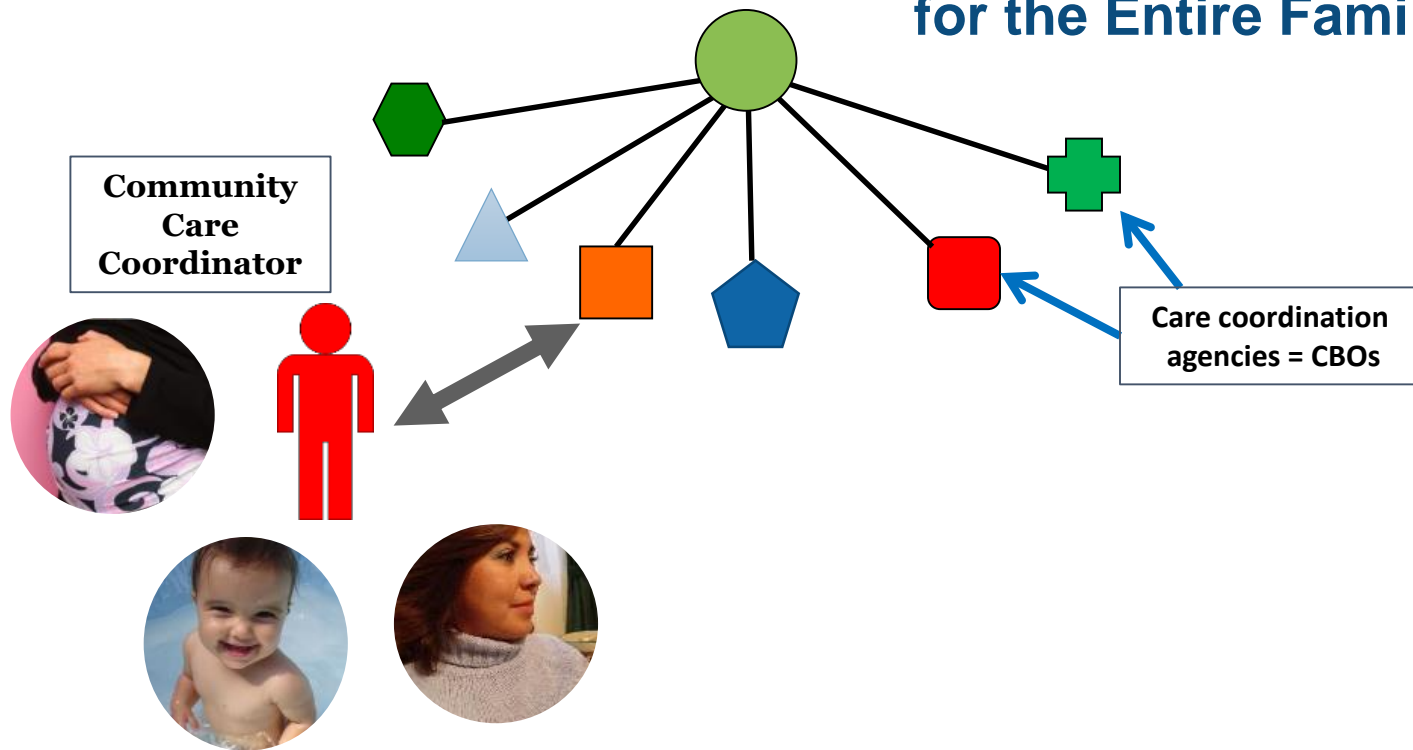 for the Entire Fami
Community
Care
Coordinator
Care coordination
agencies = CBOs